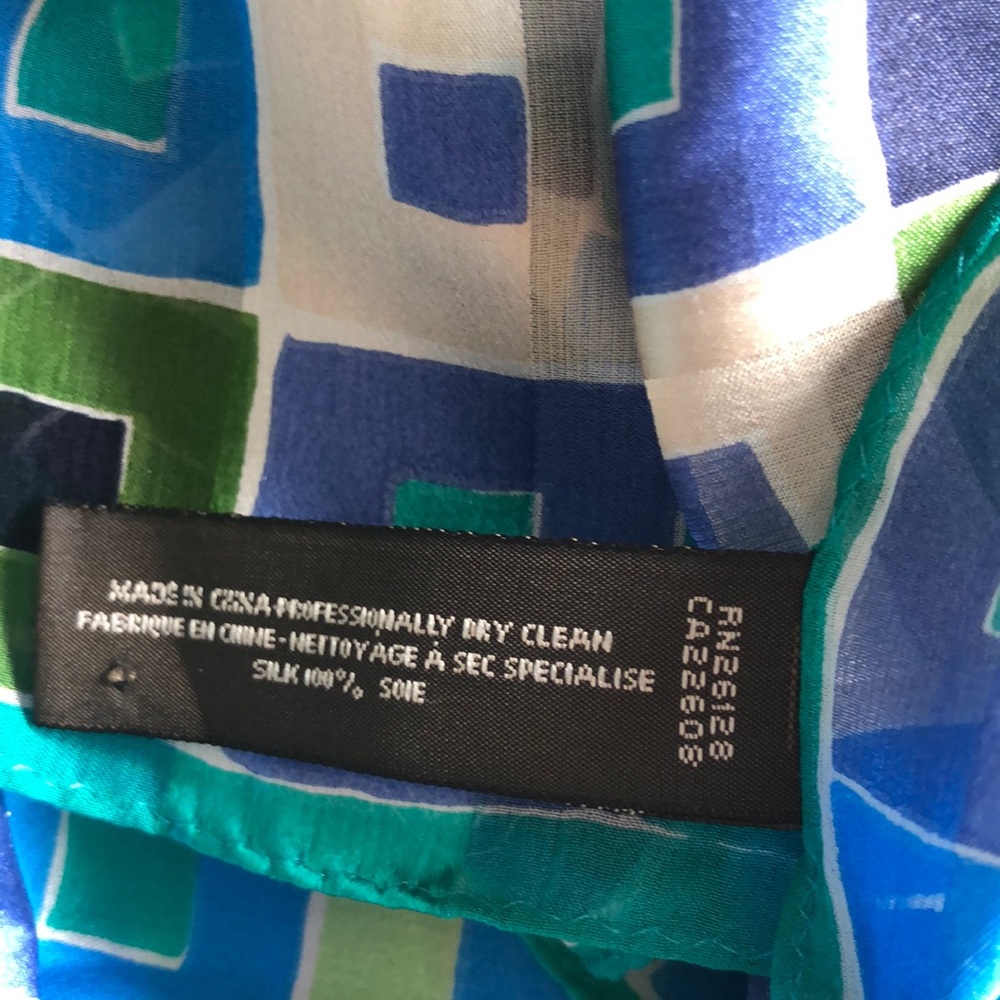 MADE IN CHINA-PROFESSIONALLY DRY CLEAN
FABRIQUE EN CHINE-NETTOYAGE À SEC SPECIALISE
SILK 100% SOIE
RN26128
CA22608